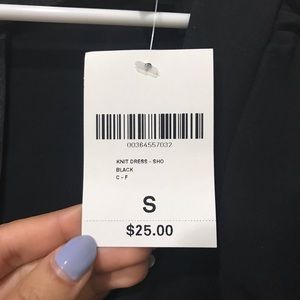 00364557032
KNIT DRESS - SHO
BLACK
C - F
S
$25.00